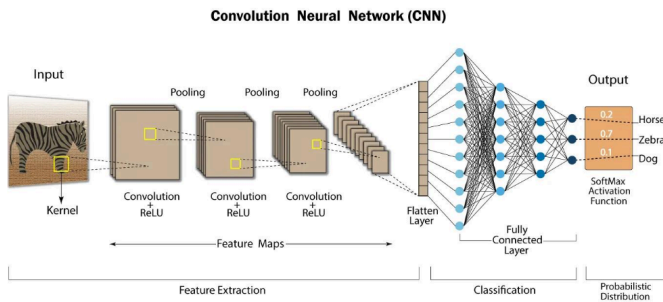 Convolution Neural Network (CNN)
Input
Pooling
Pooling
Pooling
Output
0.2
Horse
0.7
Zebra
0.1
Dog
SoftMax
Activation
Function
Kernel
Convolution
+
ReLU
Convolution
+
ReLU
Convolution
+
ReLU
Flatten
Layer
Fully
Connected
Layer
Feature Maps
Feature Extraction
Classification
Probabilistic
Distribution